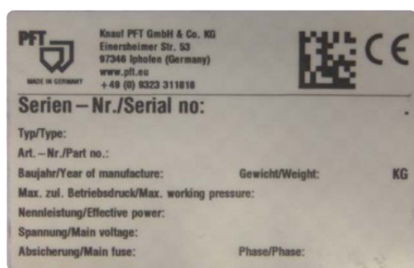 PFT
MADE IN GERMANY
Knauf PFT GmbH & Co. KG
Einersheimer Str. 53
97346 Iphofen (Germany)
www.pft.eu
+49 (0) 9323 311818
CE
Serien – Nr./Serial no:
Typ/Type:
Art. – Nr./Part no.:
Baujahr/Year of manufacture: Gewicht/Weight: KG
Max. zul. Betriebsdruck/Max. working pressure:
Nennleistung/Effective power:
Spannung/Main voltage:
Absicherung/Main fuse: Phase/Phase: